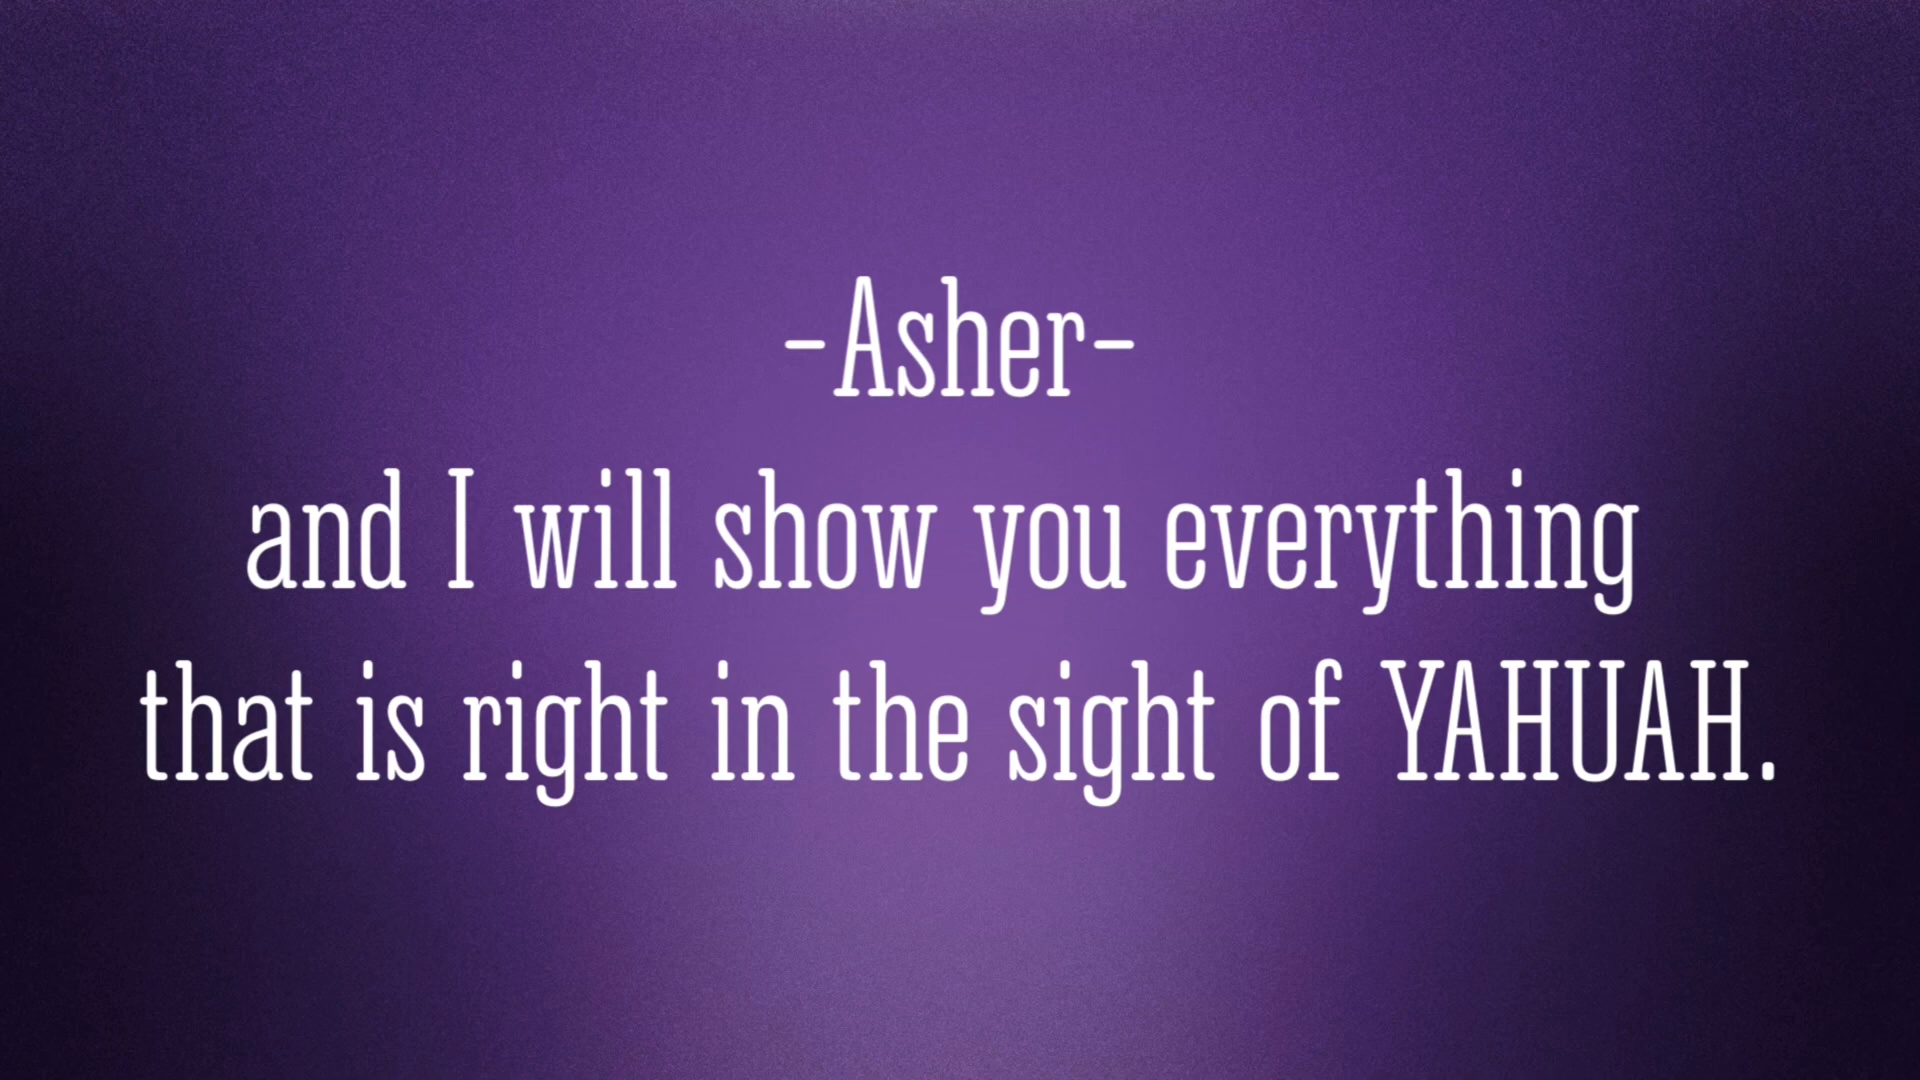 -Asher-
and I will show you everything
that is right in the sight of YAHUAH.